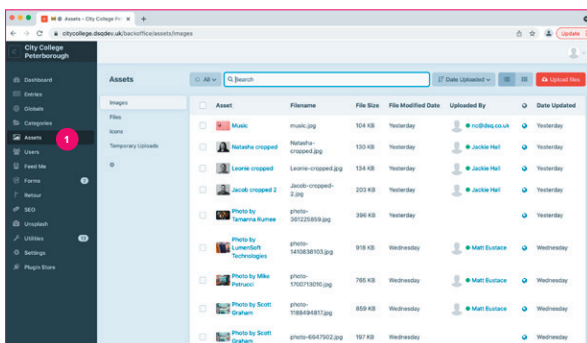 M Assets - City College Pet
citycollege.dsqdev.uk/backoffice/assets/images
Update
City College
Peterborough
Dashboard
Entries
Globals
Categories
Assets
1
Users
Feed Me
Forms
Retour
SEO
Unsplash
Utilities
Settings
Plugin Store
Assets
All
Search
Date Uploaded
Upload files
Images
Files
Icons
Temporary Uploads
Asset Filename File Size File Modified Date Uploaded By Date Updated
Music music.jpg 104 KB Yesterday nc@dsq.co.uk Yesterday
Natasha cropped Natasha-
cropped.jpg 130 KB Yesterday Jackie Hall Yesterday
Leonie cropped Leonie-cropped.jpg 134 KB Yesterday Jackie Hall Yesterday
Jacob cropped 2 Jacob-cropped-
2.jpg 203 KB Yesterday Jackie Hall Yesterday
Photo by
Tamanna Rumee photo-
361225859.jpg 396 KB Yesterday Yesterday
Photo by
LumenSoft
Technologies photo-
1410838103.jpg 918 KB Wednesday Matt Eustace Wednesday
Photo by Mike
Petrucci photo-
1700713010.jpg 765 KB Wednesday Matt Eustace Wednesday
Photo by Scott
Graham photo-
1188494817.jpg 859 KB Wednesday Matt Eustace Wednesday
Photo by Scott
Graham photo-6947502.jpg 197 KB Wednesday Wednesday